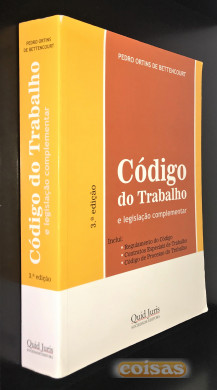 PEDRO ORTINS
DE BETTENCOURT
Código do Trabalho
e legislação complementar
3.ª edição
Quid Juris
PEDRO ORTINS DE BETTENCOURT
Código
do Trabalho
e legislação complementar
3.ª edição
Inclui:
• Regulamento do Código
• Contratos Especiais de Trabalho
• Código de Processo do Trabalho
Quid Juris
coisas